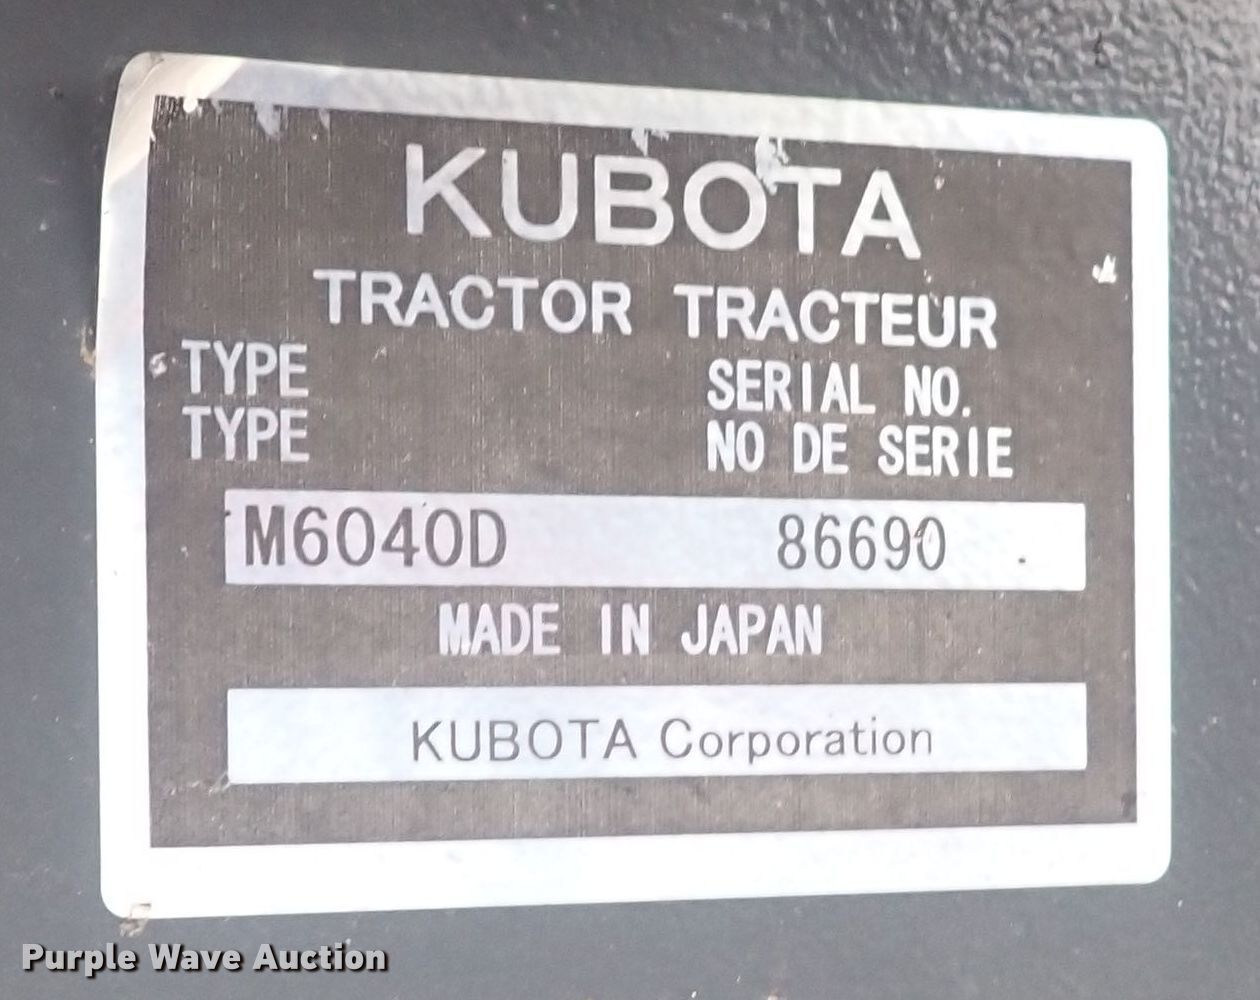 KUBOTA
TRACTOR TRACTEUR
TYPE SERIAL NO.
TYPE NO DE SERIE
M6040D 86690
MADE IN JAPAN
KUBOTA Corporation
Purple Wave Auction